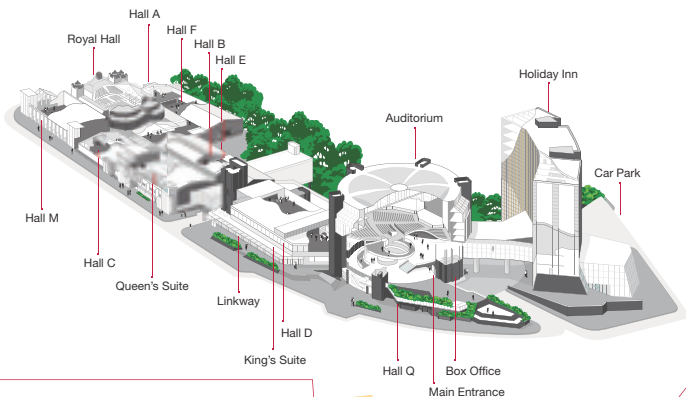 Hall A
Hall F
Royal Hall
Hall B
Hall E
Holiday Inn
Auditorium
Car Park
Hall M
Hall C
Queen's Suite
Linkway
Hall D
King's Suite
Hall Q
Box Office
Main Entrance